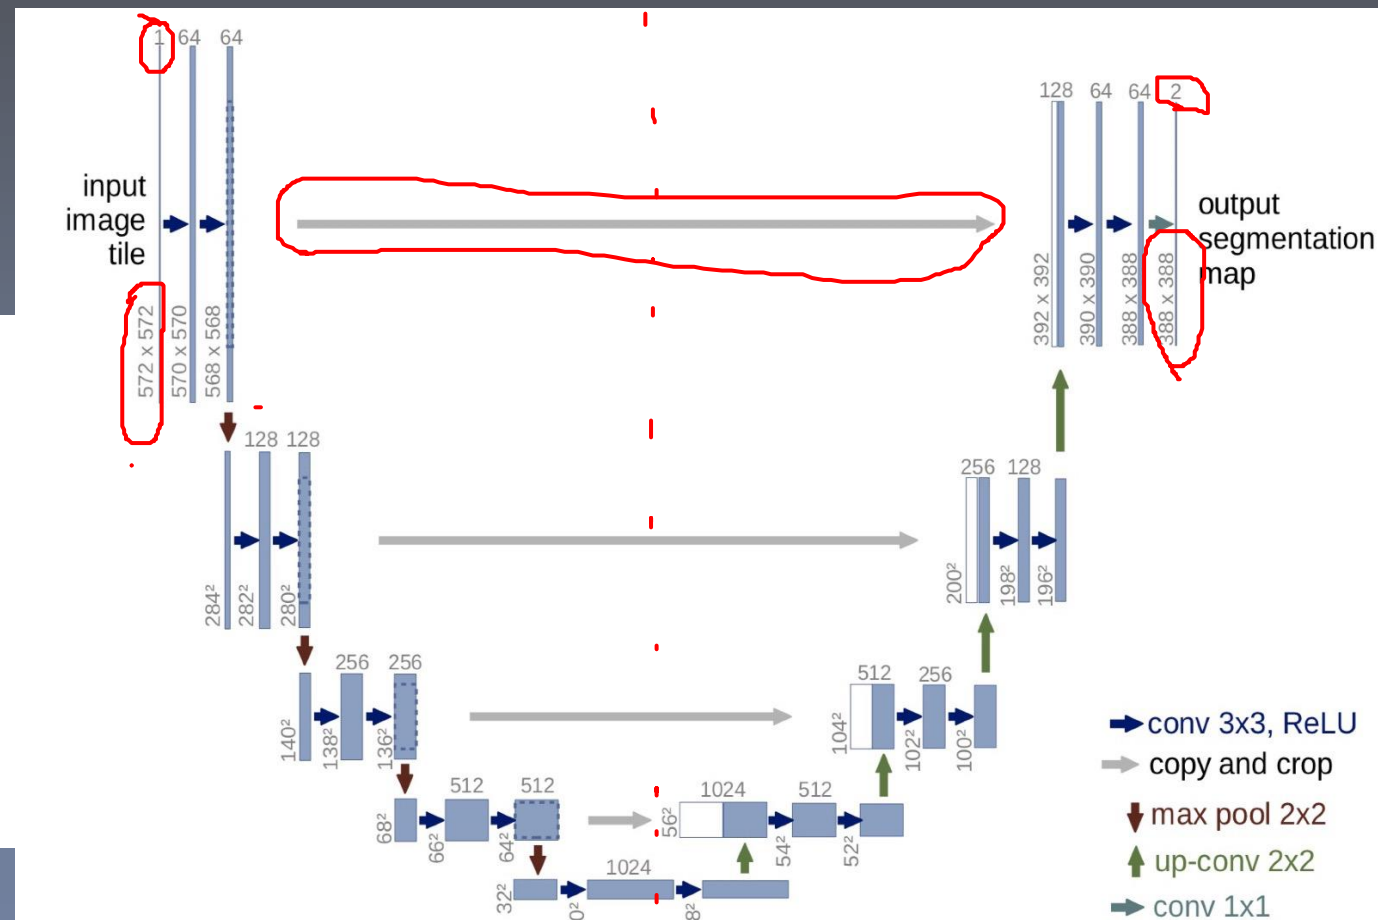 1 64 64
input
image
tile
572 x 572
570 x 570
568 x 568
128 64 64 2
output
segmentation
map
392 x 392
390 x 390
388 x 388
388 x 388
128 128
284²
282²
280²
256 128
200²
198²
196²
256 256
140²
138²
136²
512 256
104²
102²
100²
512 512
68²
66²
64²
1024 512
56²
54²
52²
1024
32²
conv 3x3, ReLU
copy and crop
max pool 2x2
up-conv 2x2
conv 1x1